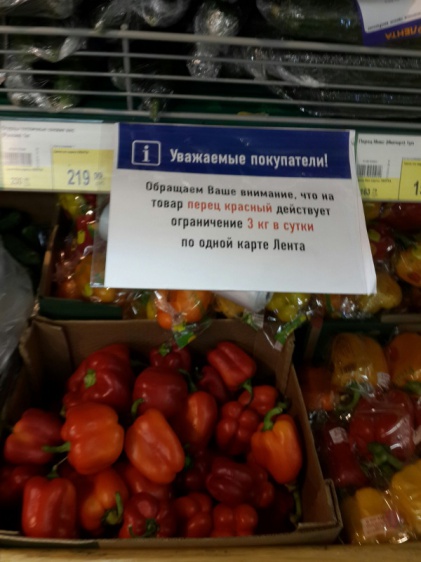 ЛЕНТА
219
Уважаемые покупатели!
Обращаем Ваше внимание, что на
товар перец красный действует
ограничение 3 кг в сутки
по одной карте Лента